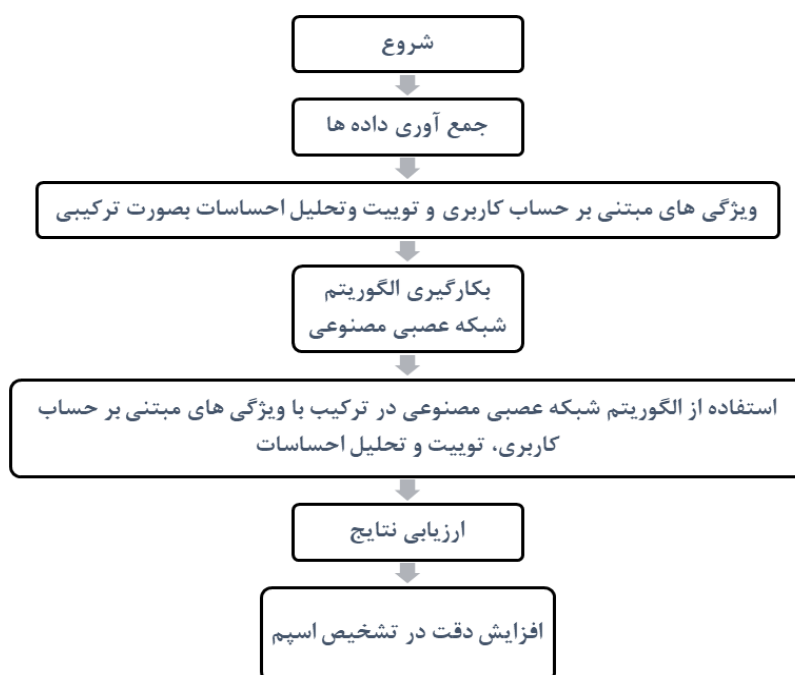 شروع
جمع آوری داده ها
ویژگی های مبتنی بر حساب کاربری و توییت وتحلیل احساسات بصورت ترکیبی
بکارگیری الگوریتم
شبکه عصبی مصنوعی
استفاده از الگوریتم شبکه عصبی مصنوعی در ترکیب با ویژگی های مبتنی بر حساب
کاربری، توییت و تحلیل احساسات
ارزیابی نتایج
افزایش دقت در تشخیص اسپم